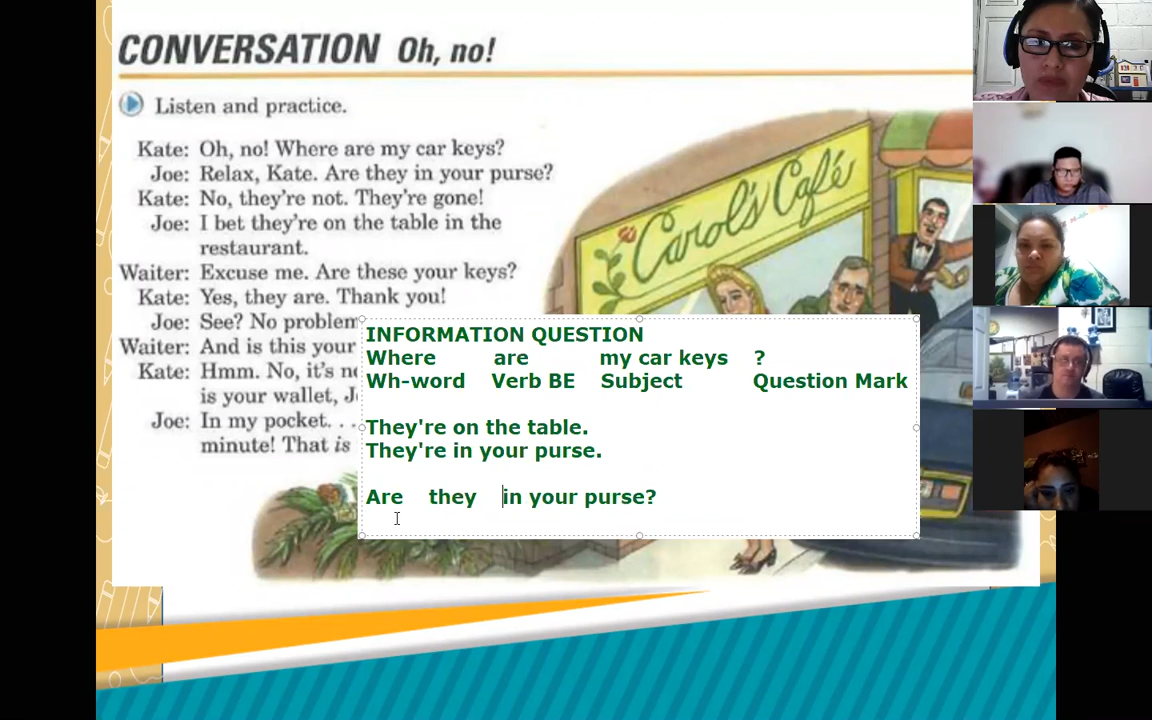 CONVERSATION Oh, no!
Listen and practice.
Kate: Oh, no! Where are my car keys?
Joe: Relax, Kate. Are they in your purse?
Kate: No, they're not. They're gone!
Joe: I bet they're on the table in the
restaurant.
Waiter: Excuse me. Are these your keys?
Kate: Yes, they are. Thank you!
Joe: See? No problem
Waiter: And is this your
Kate: Hmm. No, it's
is your wallet,
Joe: In my pocket. . .
minute! That is
Carol's Café
INFORMATION QUESTION
Where are my car keys ?
Wh-word Verb BE Subject Question Mark
They're on the table.
They're in your purse.
Are they in your purse?